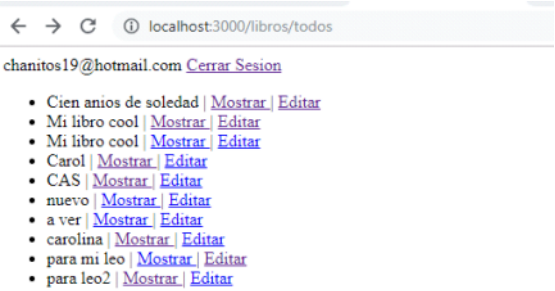 localhost:3000/libros/todos
chanitos19@hotmail.com Cerrar Sesion
• Cien anios de soledad | Mostrar | Editar
• Mi libro cool | Mostrar | Editar
• Mi libro cool | Mostrar | Editar
• Carol | Mostrar | Editar
• CAS | Mostrar | Editar
• nuevo | Mostrar | Editar
• a ver | Mostrar | Editar
• carolina | Mostrar | Editar
• para mi leo | Mostrar | Editar
• para leo2 | Mostrar | Editar